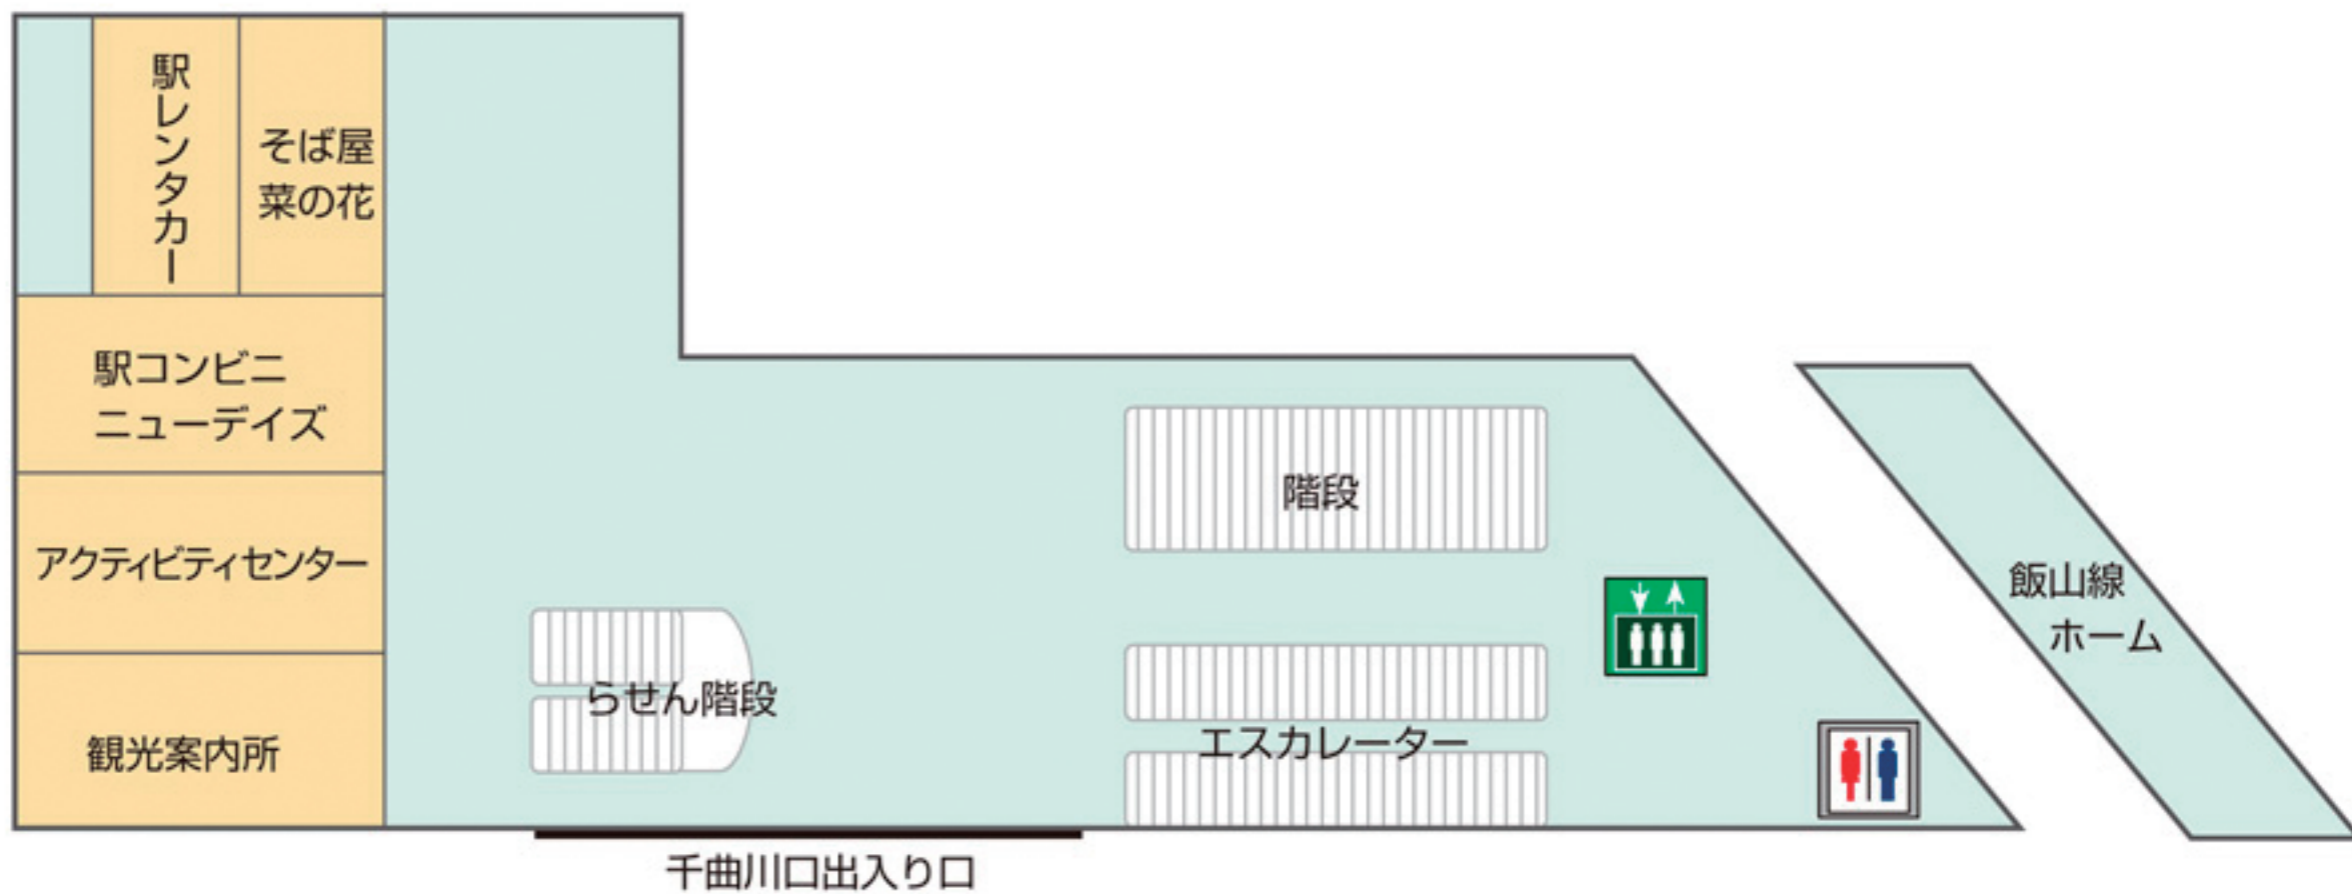 駅レンタカー
そば屋
菜の花
駅コンビニ
ニューデイズ
アクティビティセンター
観光案内所
らせん階段
階段
エスカレーター
飯山線
ホーム
千曲川口出入り口